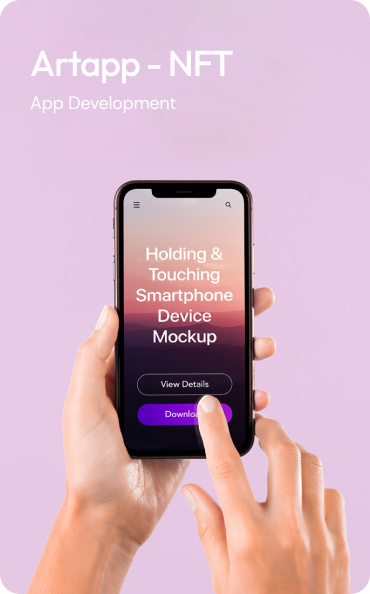 Artapp - NFT
App Development
Holding &
Touching
Smartphone
Device
Mockup
View Details